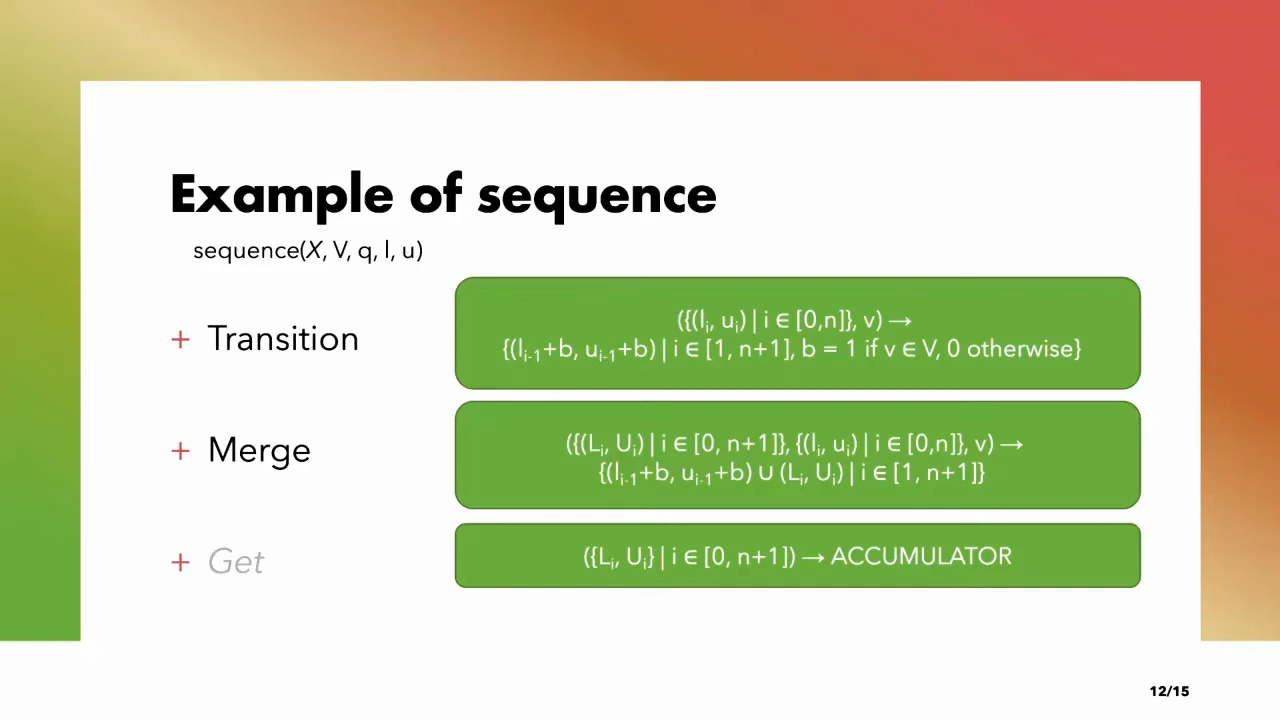 Example of sequence
sequence(X, V, q, l, u)
+ Transition
({(lᵢ, uᵢ) | i ∈ [0,n]}, v) →
{(lᵢ₋₁+b, uᵢ₋₁+b) | i ∈ [1, n+1], b = 1 if v ∈ V, 0 otherwise}
+ Merge
({(Lᵢ, Uᵢ) | i ∈ [0, n+1]}, {(lᵢ, uᵢ) | i ∈ [0,n]}, v) →
{(lᵢ₋₁+b, uᵢ₋₁+b) ∪ (Lᵢ, Uᵢ) | i ∈ [1, n+1]}
+ Get
({Lᵢ, Uᵢ} | i ∈ [0, n+1]) → ACCUMULATOR
12/15